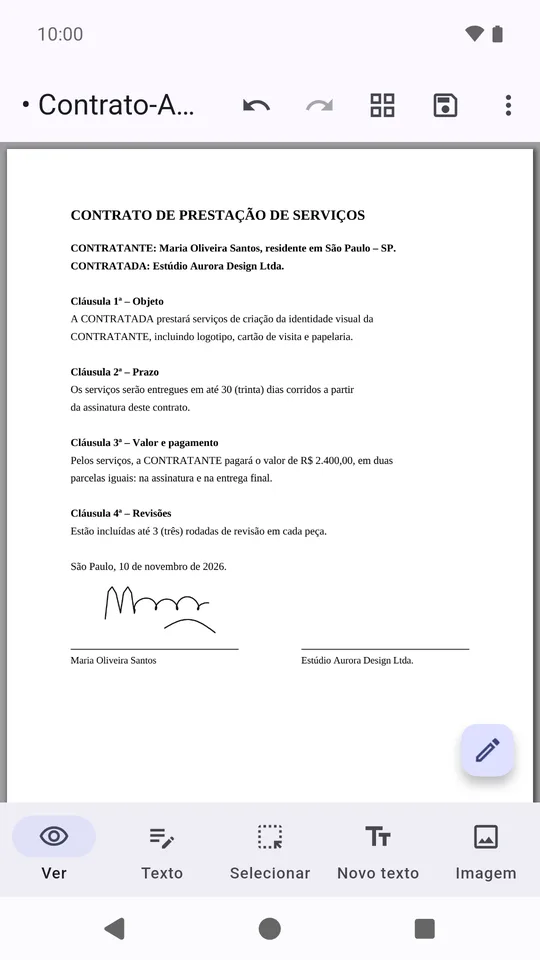 10:00
• Contrato-A...
CONTRATO DE PRESTAÇÃO DE SERVIÇOS
CONTRATANTE: Maria Oliveira Santos, residente em São Paulo – SP.
CONTRATADA: Estúdio Aurora Design Ltda.
Cláusula 1ª – Objeto
A CONTRATADA prestará serviços de criação da identidade visual da
CONTRATANTE, incluindo logotipo, cartão de visita e papelaria.
Cláusula 2ª – Prazo
Os serviços serão entregues em até 30 (trinta) dias corridos a partir
da assinatura deste contrato.
Cláusula 3ª – Valor e pagamento
Pelos serviços, a CONTRATANTE pagará o valor de R$ 2.400,00, em duas
parcelas iguais: na assinatura e na entrega final.
Cláusula 4ª – Revisões
Estão incluídas até 3 (três) rodadas de revisão em cada peça.
São Paulo, 10 de novembro de 2026.
Maria Oliveira Santos
Estúdio Aurora Design Ltda.
Ver
Texto
Selecionar
Novo texto
Imagem